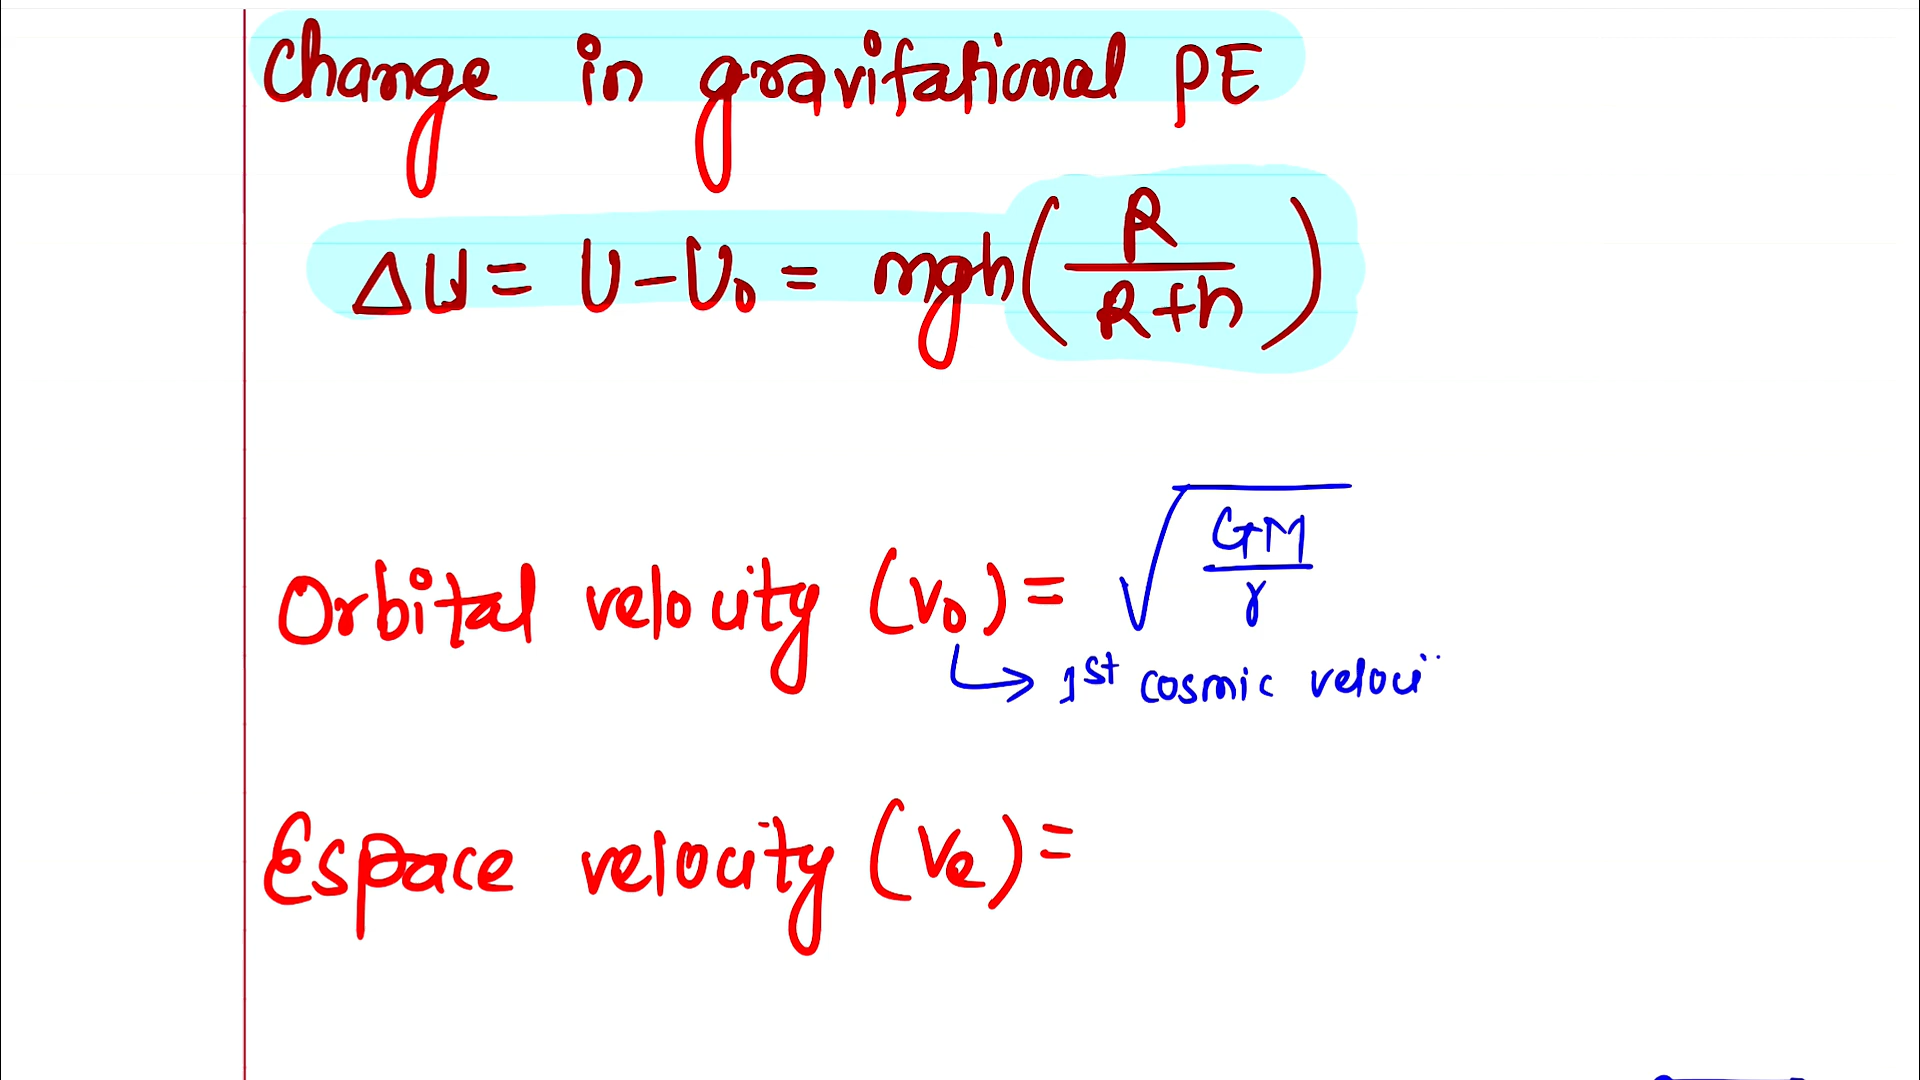 Change in gravitational PE
ΔU = U - U₀ = mgh (R / R+h)
Orbital velocity (v₀) = √(GM / r)
↳ 1st cosmic veloci
Espace velocity (ve) =